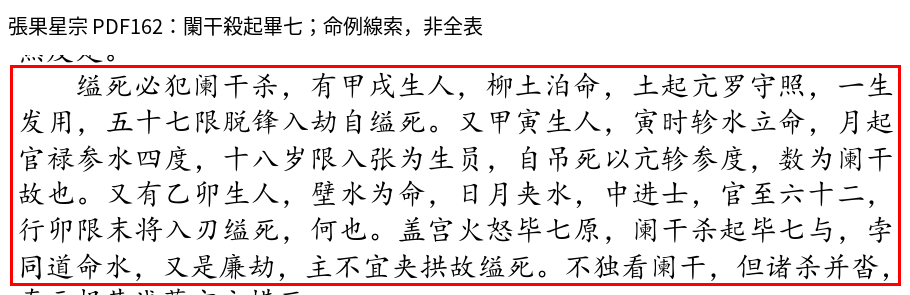 張果星宗 PDF162：闌干殺起畢七；命例線索，非全表
缢死必犯阑干杀，有甲戌生人，柳土泊命，土起亢罗守照，一生
发用，五十七限脱锋入劫自缢死。又甲寅生人，寅时轸水立命，月起
官禄参水四度，十八岁限入张为生员，自吊死以亢轸参度，数为阑干
故也。又有乙卯生人，壁水为命，日月夹水，中进士，官至六十二，
行卯限末将入刃缢死，何也。盖宫火怒毕七原，阑干杀起毕七与，孛
同道命水，又是廉劫，主不宜夹拱故缢死。不独看阑干，但诸杀并沓，